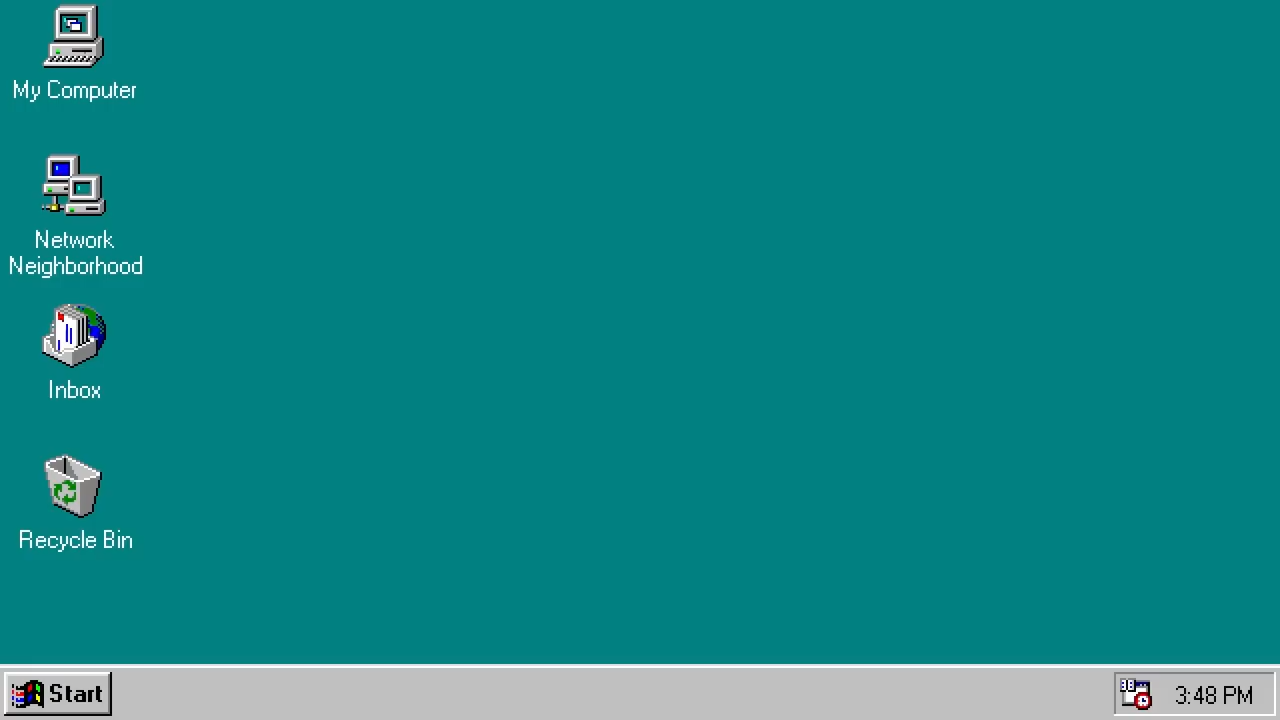 My Computer
Network
Neighborhood
Inbox
Recycle Bin
Start
3:48 PM